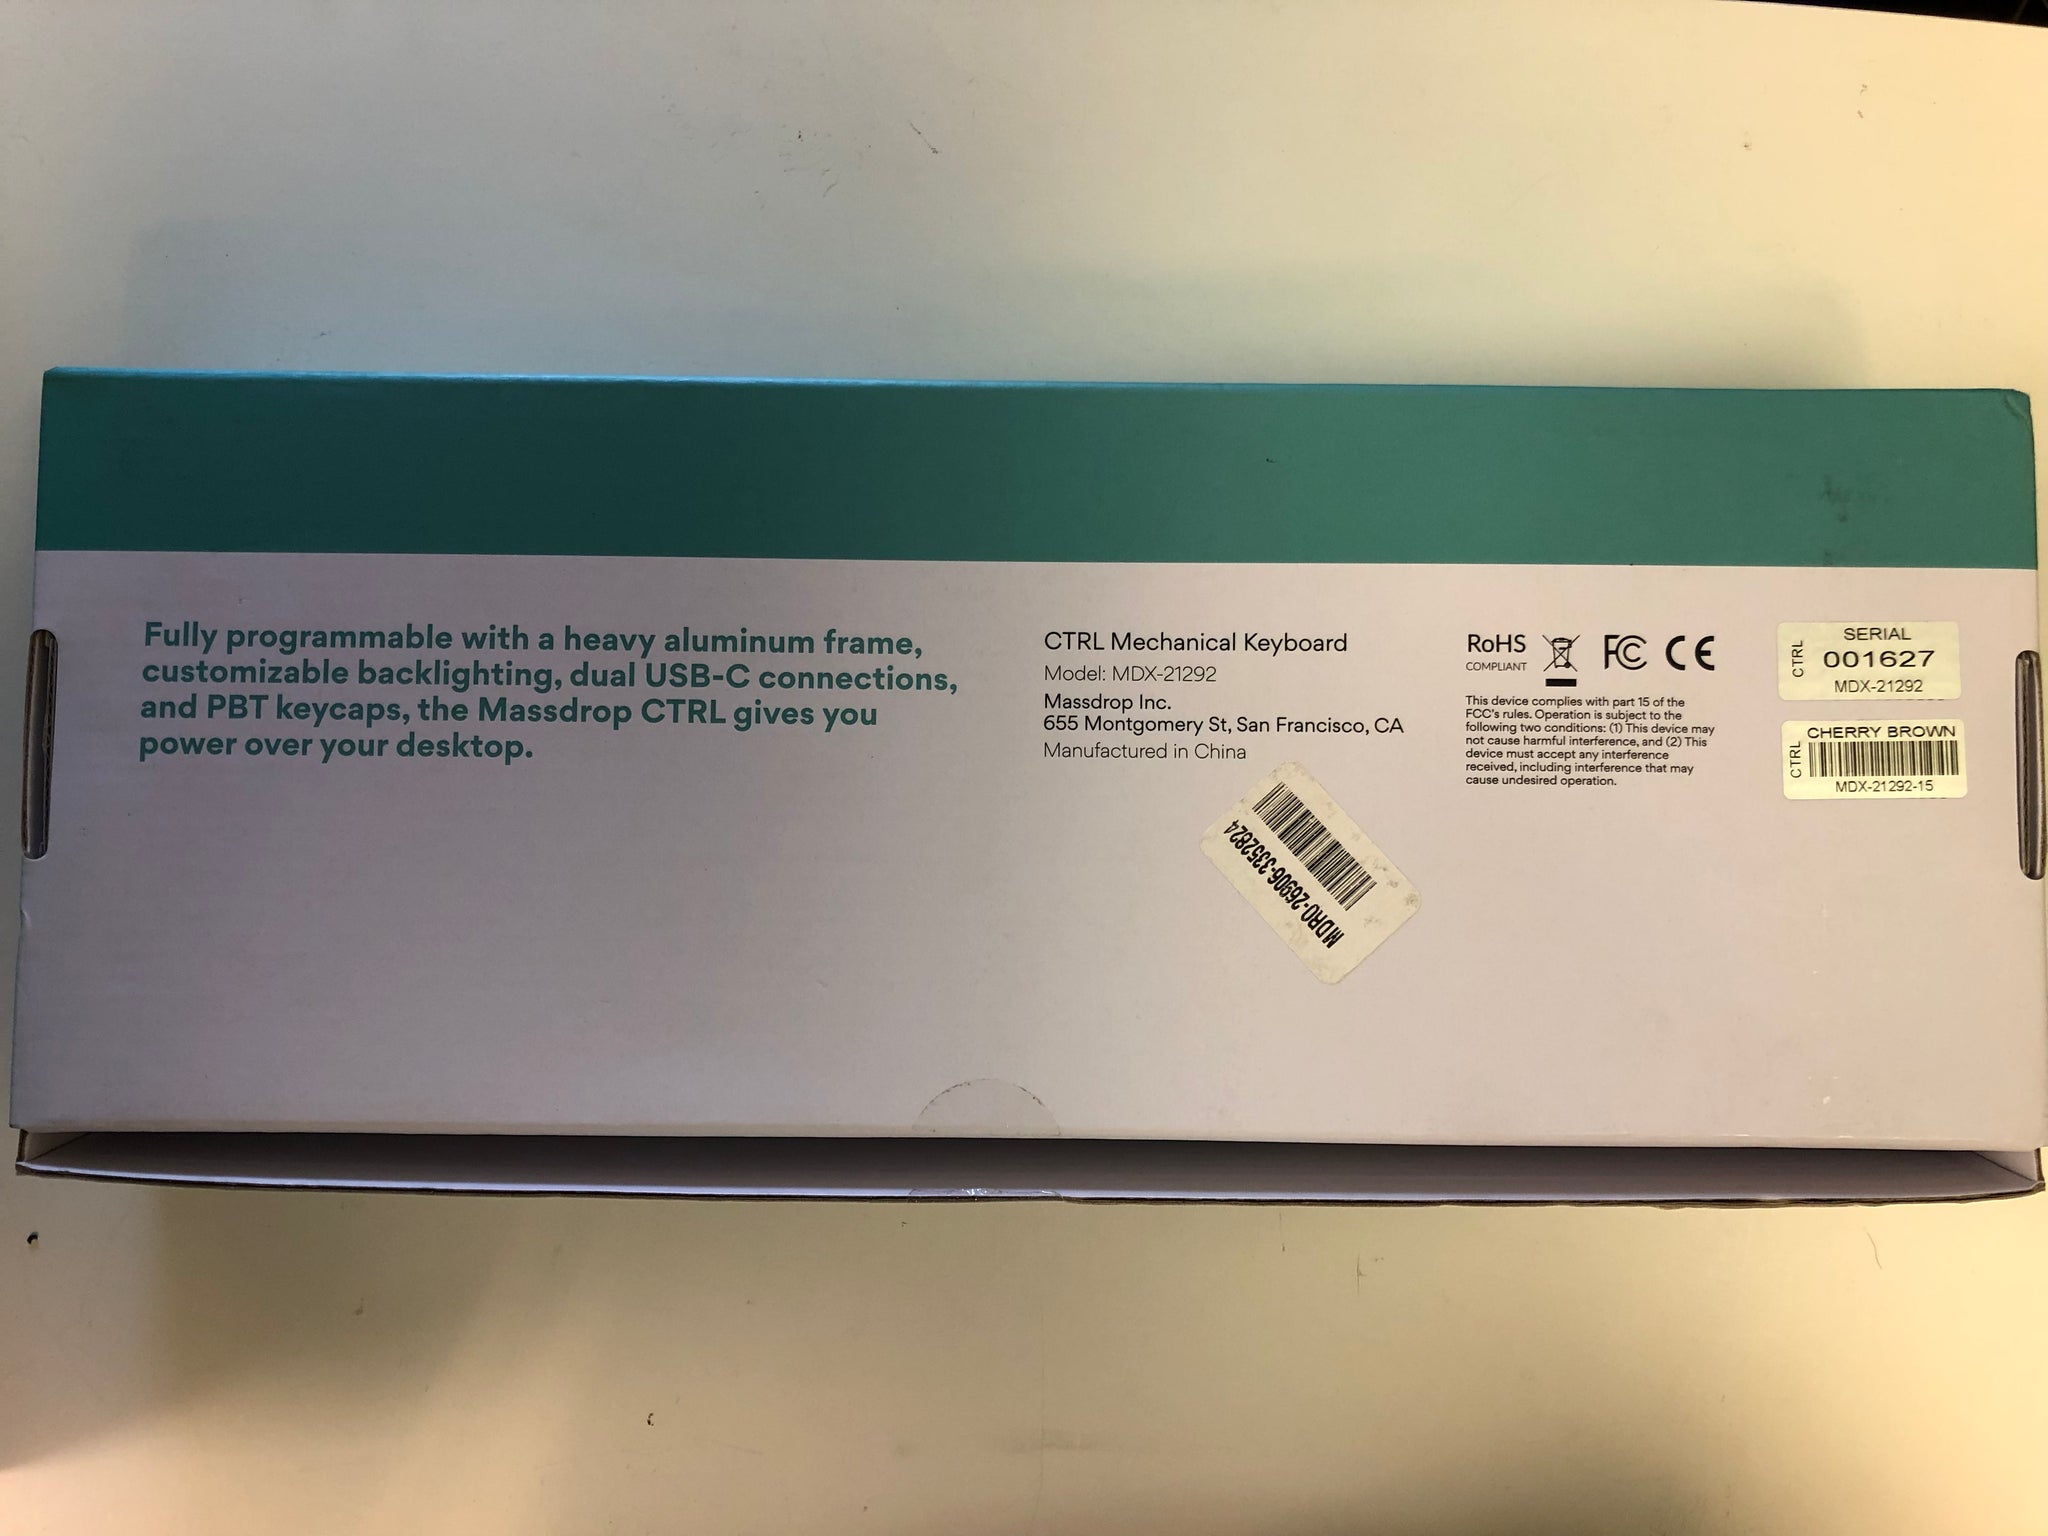 Fully programmable with a heavy aluminum frame,
customizable backlighting, dual USB-C connections,
and PBT keycaps, the Massdrop CTRL gives you
power over your desktop.
CTRL Mechanical Keyboard
Model: MDX-21292
Massdrop Inc.
655 Montgomery St, San Francisco, CA
Manufactured in China
MDRO-26906-3352824
RoHS
COMPLIANT
FC CE
This device complies with part 15 of the
FCC's rules. Operation is subject to the
following two conditions: (1) This device may
not cause harmful interference, and (2) This
device must accept any interference
received, including interference that may
cause undesired operation.
CTRL
SERIAL
001627
MDX-21292
CTRL
CHERRY BROWN
MDX-21292-15